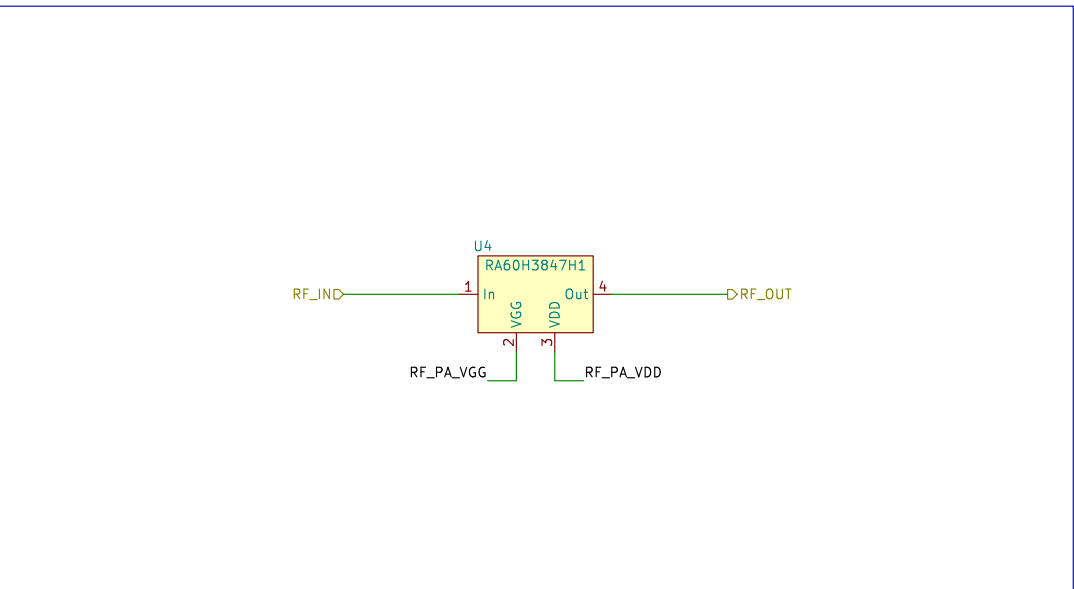 U4
RA60H3847H1
RF_IN 1 In Out 4 RF_OUT
VGG VDD
2 3
RF_PA_VGG RF_PA_VDD